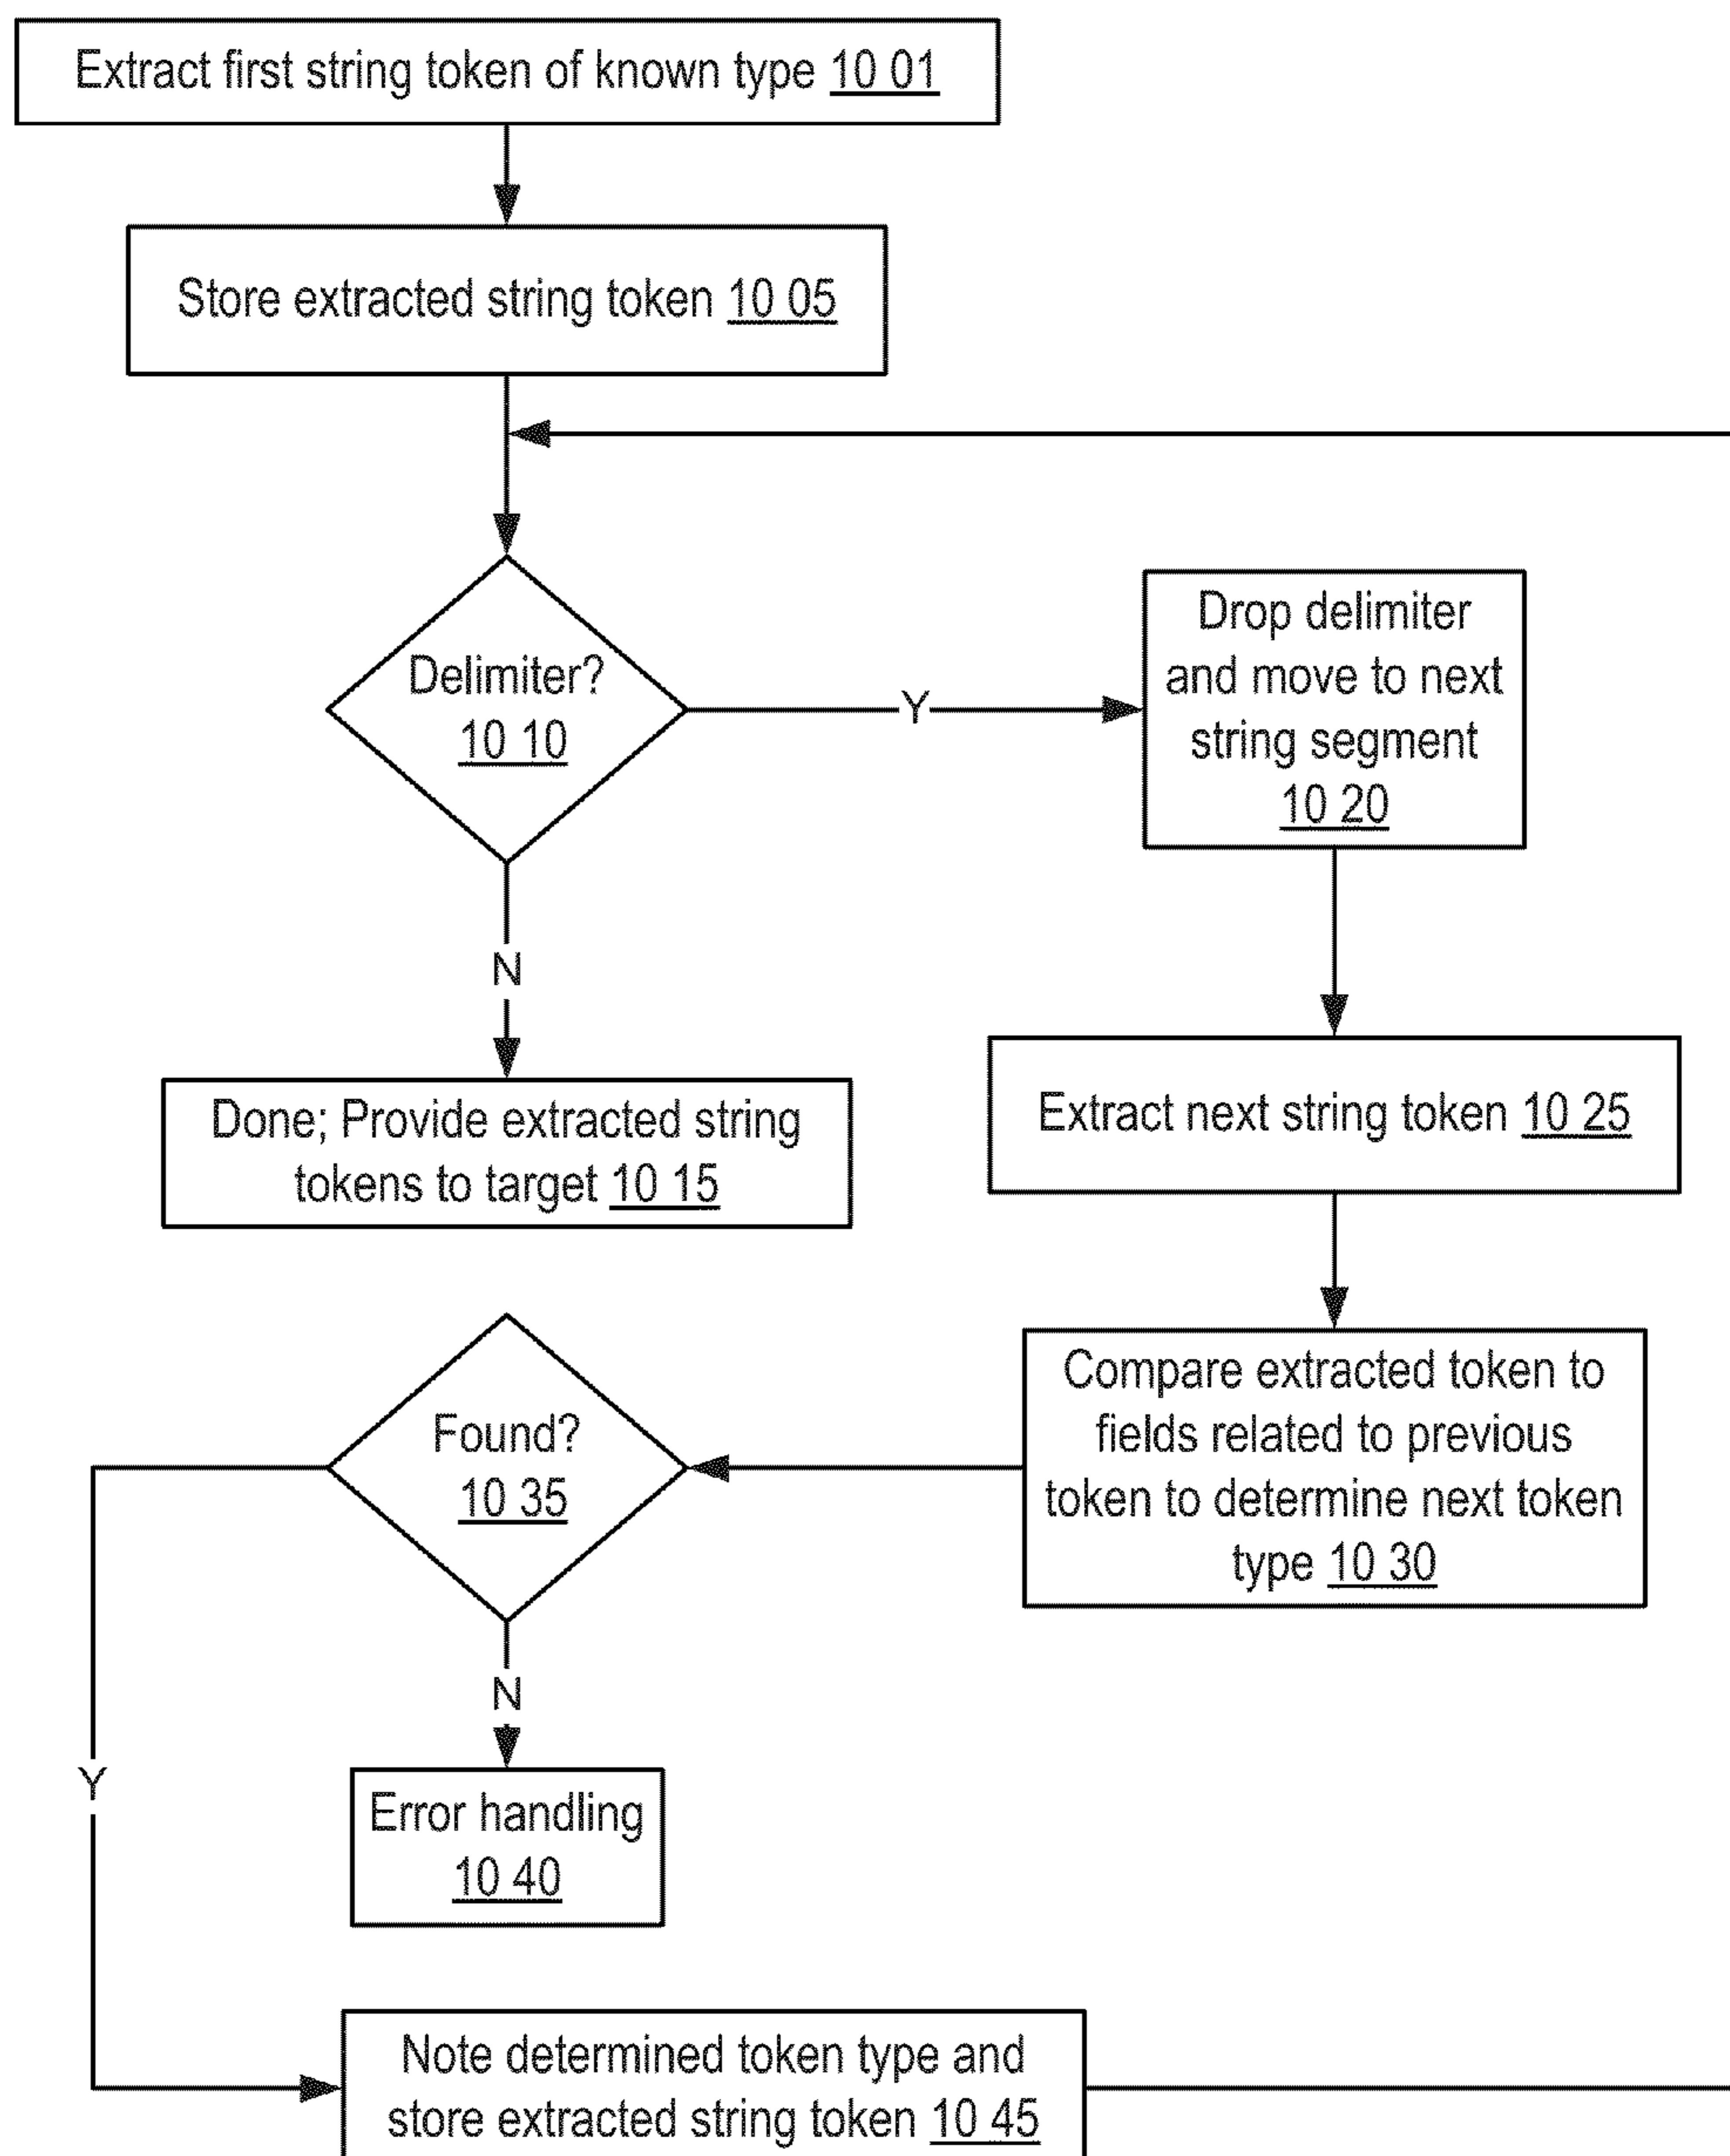 Extract first string token of known type 10 01
Store extracted string token 10 05
Delimiter?
10 10
Y
Drop delimiter
and move to next
string segment
10 20
N
Done; Provide extracted string
tokens to target 10 15
Extract next string token 10 25
Compare extracted token to
fields related to previous
token to determine next token
type 10 30
Found?
10 35
N
Y
Error handling
10 40
Note determined token type and
store extracted string token 10 45